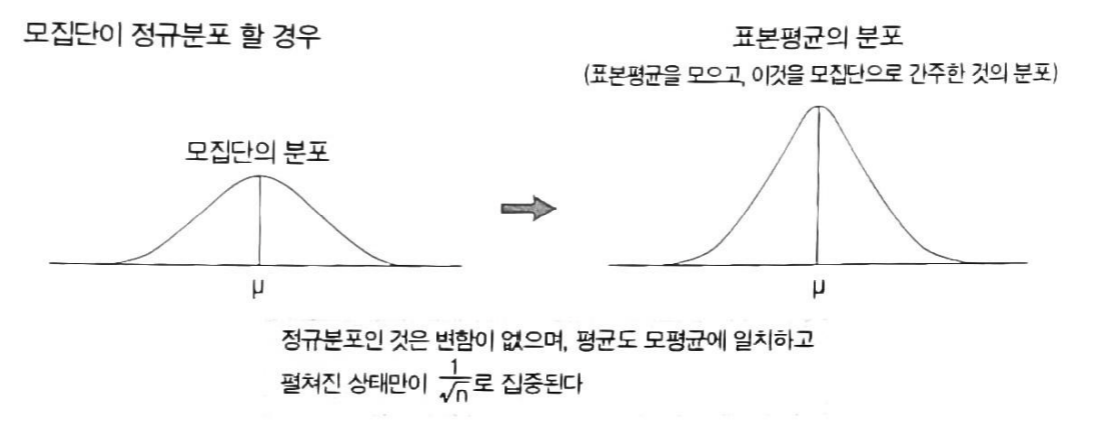 모집단이 정규분포 할 경우
표본평균의 분포
(표본평균을 모으고, 이것을 모집단으로 간주한 것의 분포)
모집단의 분포
μ
μ
정규분포인 것은 변함이 없으며, 평균도 모평균에 일치하고
펼쳐진 상태만이 1/√n로 집중된다